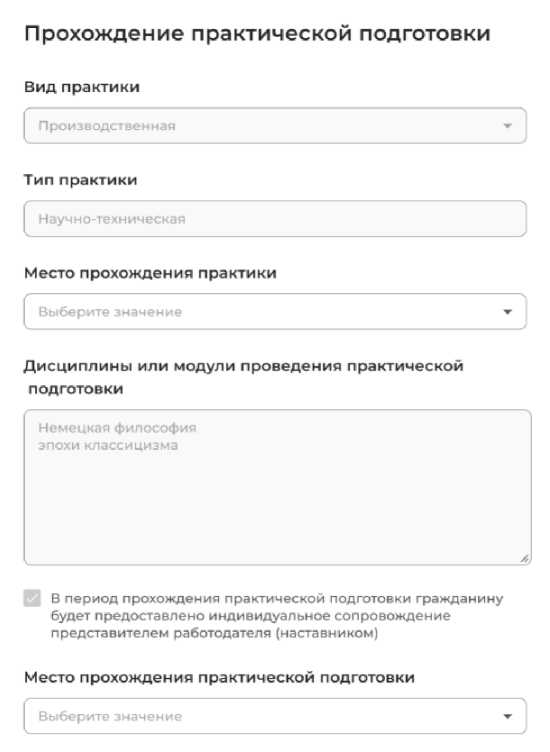 Прохождение практической подготовки
Вид практики
Производственная
Тип практики
Научно-техническая
Место прохождения практики
Выберите значение
Дисциплины или модули проведения практической
подготовки
Немецкая философия
эпохи классицизма
В период прохождения практической подготовки гражданину
будет предоставлено индивидуальное сопровождение
представителем работодателя (наставником)
Место прохождения практической подготовки
Выберите значение